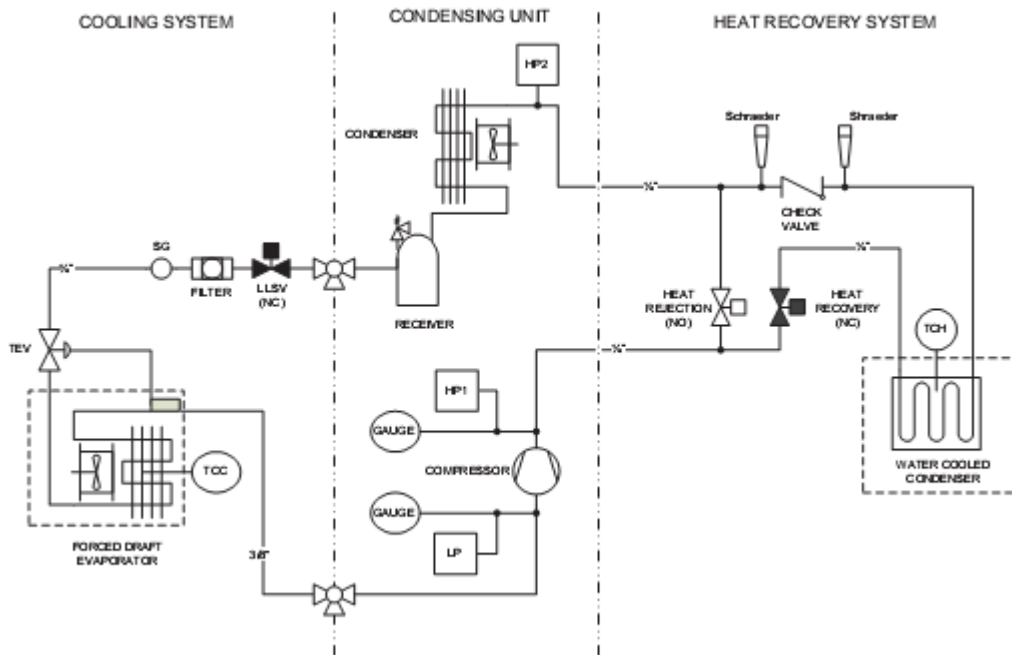 COOLING SYSTEM
CONDENSING UNIT
HEAT RECOVERY SYSTEM
HP2
CONDENSER
Schraeder
Shraeder
CHECK
VALVE
SG
FILTER
LLSV
(NC)
RECEIVER
HEAT
REJECTION
(NO)
HEAT
RECOVERY
(NC)
TCH
TEV
HP1
GAUGE
COMPRESSOR
TCC
WATER COOLED
CONDENSER
GAUGE
LP
FORCED DRAFT
EVAPORATOR
3/8"